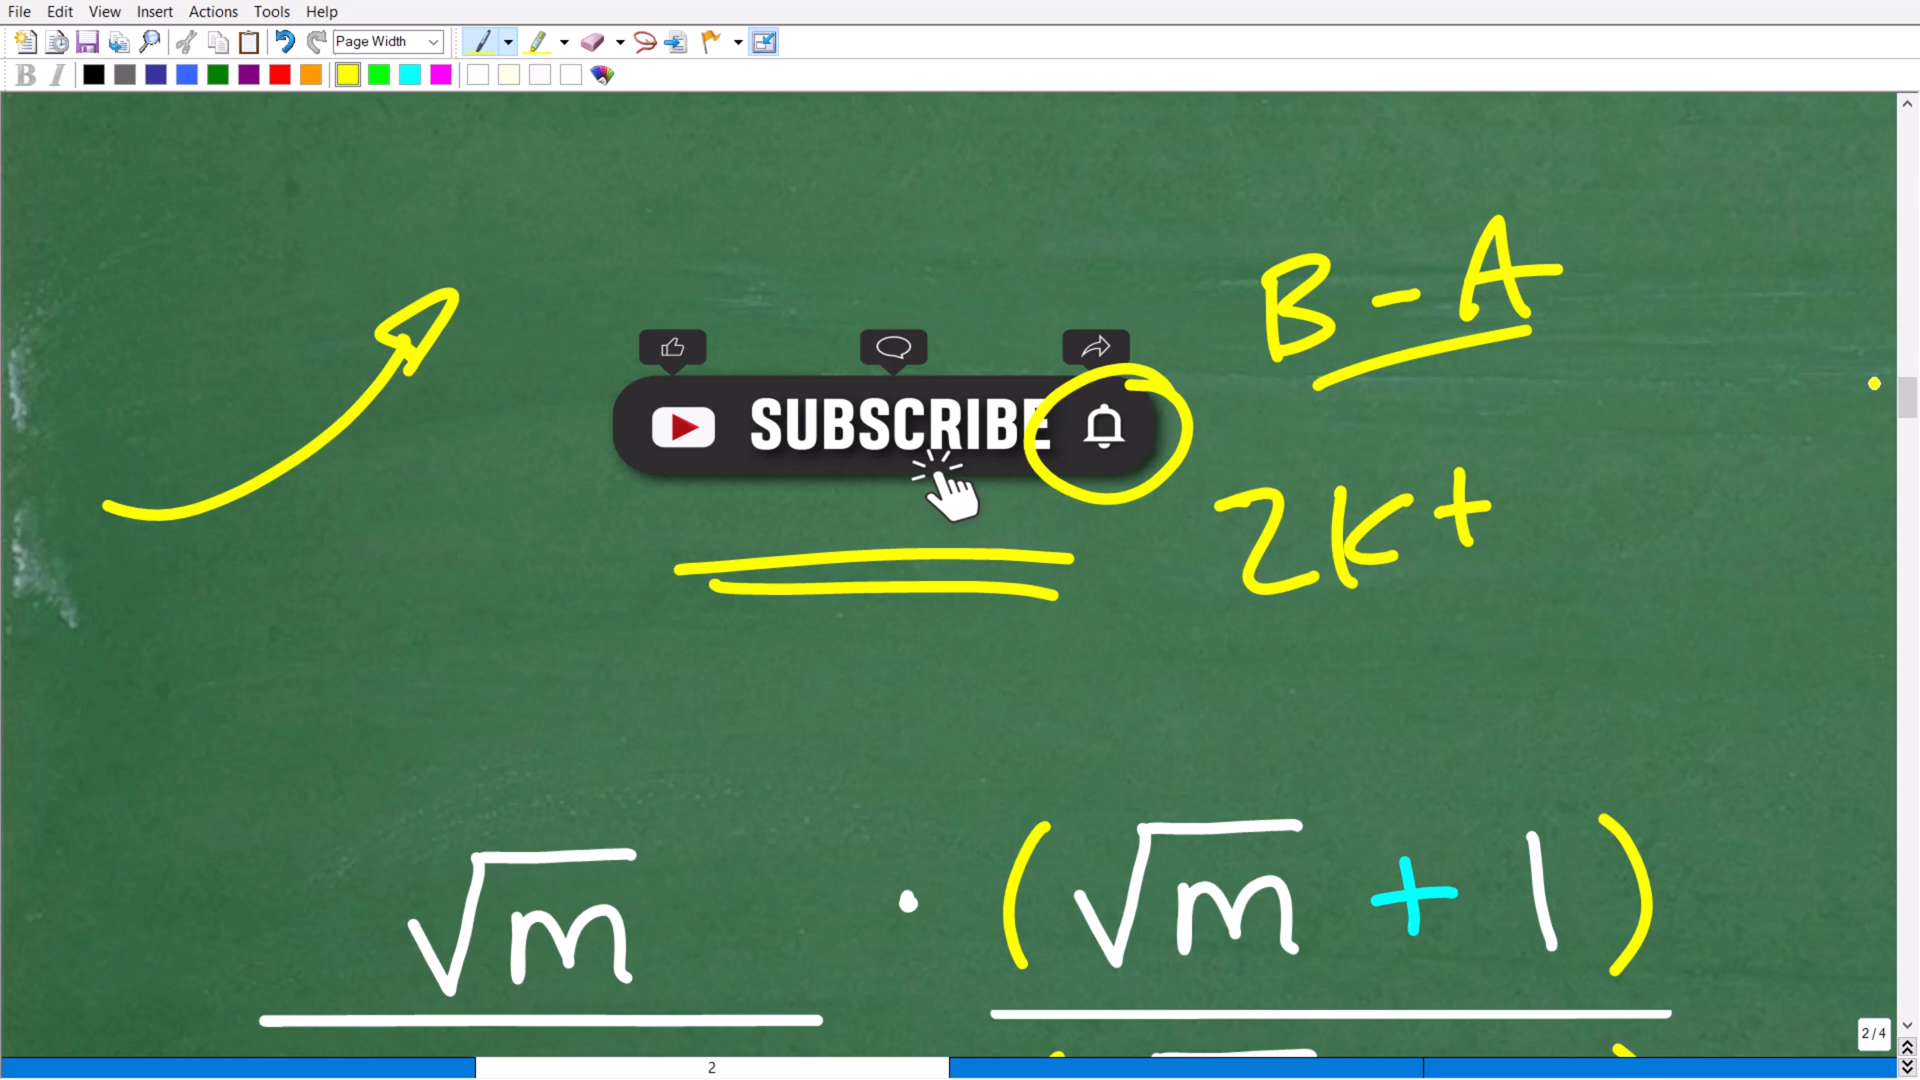 File Edit View Insert Actions Tools Help
Page Width
B I
B - A
SUBSCRIBE
2K+
√m · (√m + 1)
2/4
2